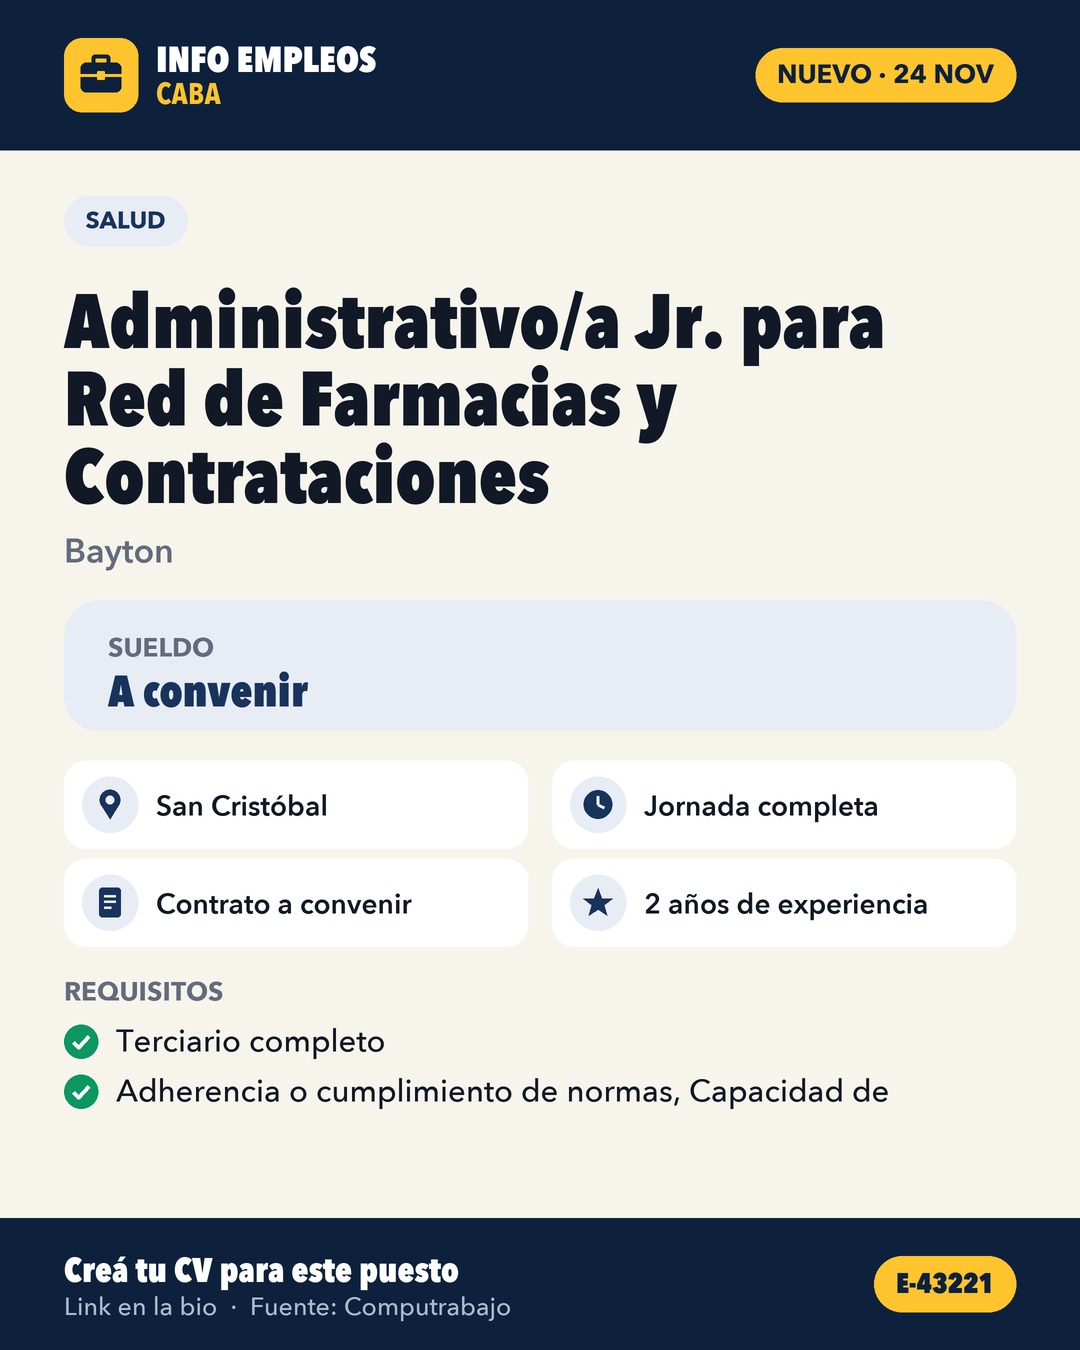 INFO EMPLEOS
CABA
NUEVO · 24 NOV
SALUD
Administrativo/a Jr. para
Red de Farmacias y
Contrataciones
Bayton
SUELDO
A convenir
San Cristóbal
Jornada completa
Contrato a convenir
2 años de experiencia
REQUISITOS
Terciario completo
Adherencia o cumplimiento de normas, Capacidad de
Creá tu CV para este puesto
Link en la bio · Fuente: Computrabajo
E-43221